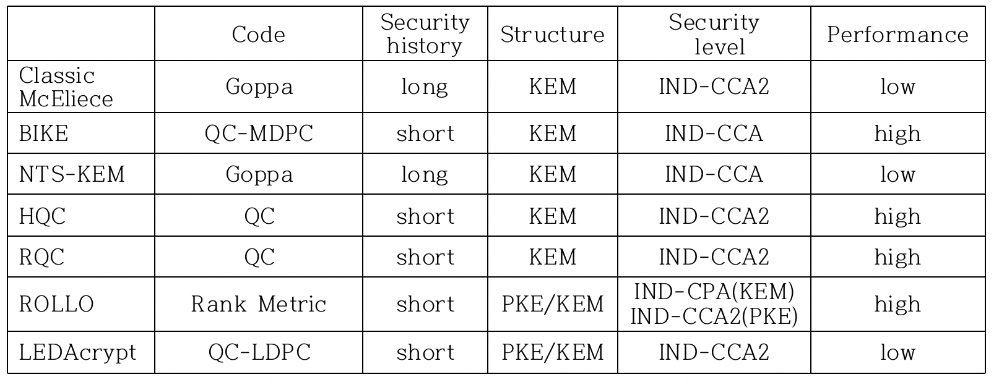 Code Security history Structure Security level Performance
Classic McEliece Goppa long KEM IND-CCA2 low
BIKE QC-MDPC short KEM IND-CCA high
NTS-KEM Goppa long KEM IND-CCA low
HQC QC short KEM IND-CCA2 high
RQC QC short KEM IND-CCA2 high
ROLLO Rank Metric short PKE/KEM IND-CPA(KEM) IND-CCA2(PKE) high
LEDAcrypt QC-LDPC short PKE/KEM IND-CCA2 low